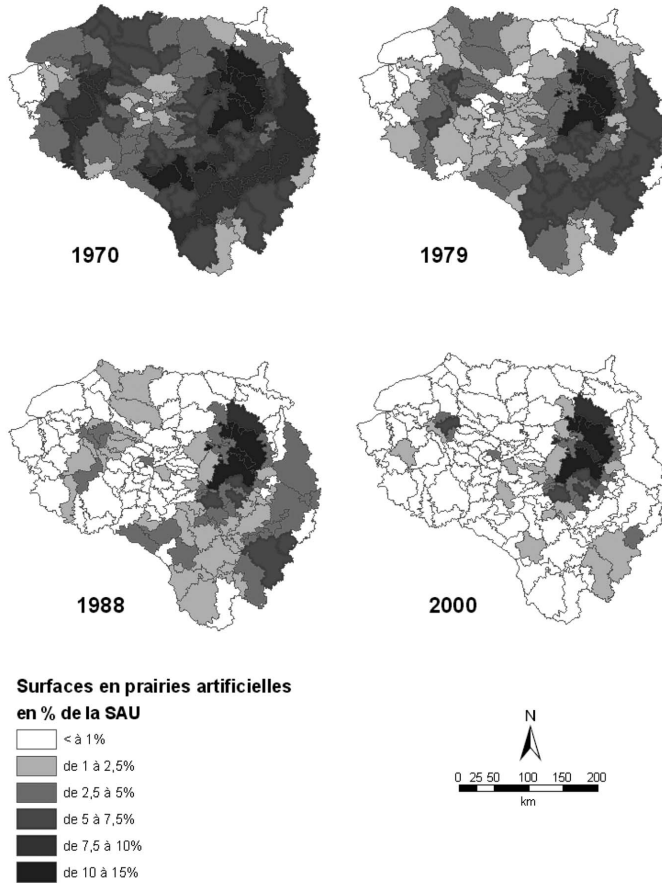 1970
1979
1988
2000
Surfaces en prairies artificielles
en % de la SAU
< à 1%
de 1 à 2,5%
de 2,5 à 5%
de 5 à 7,5%
de 7,5 à 10%
de 10 à 15%
N
0 25 50 100 150 200
km